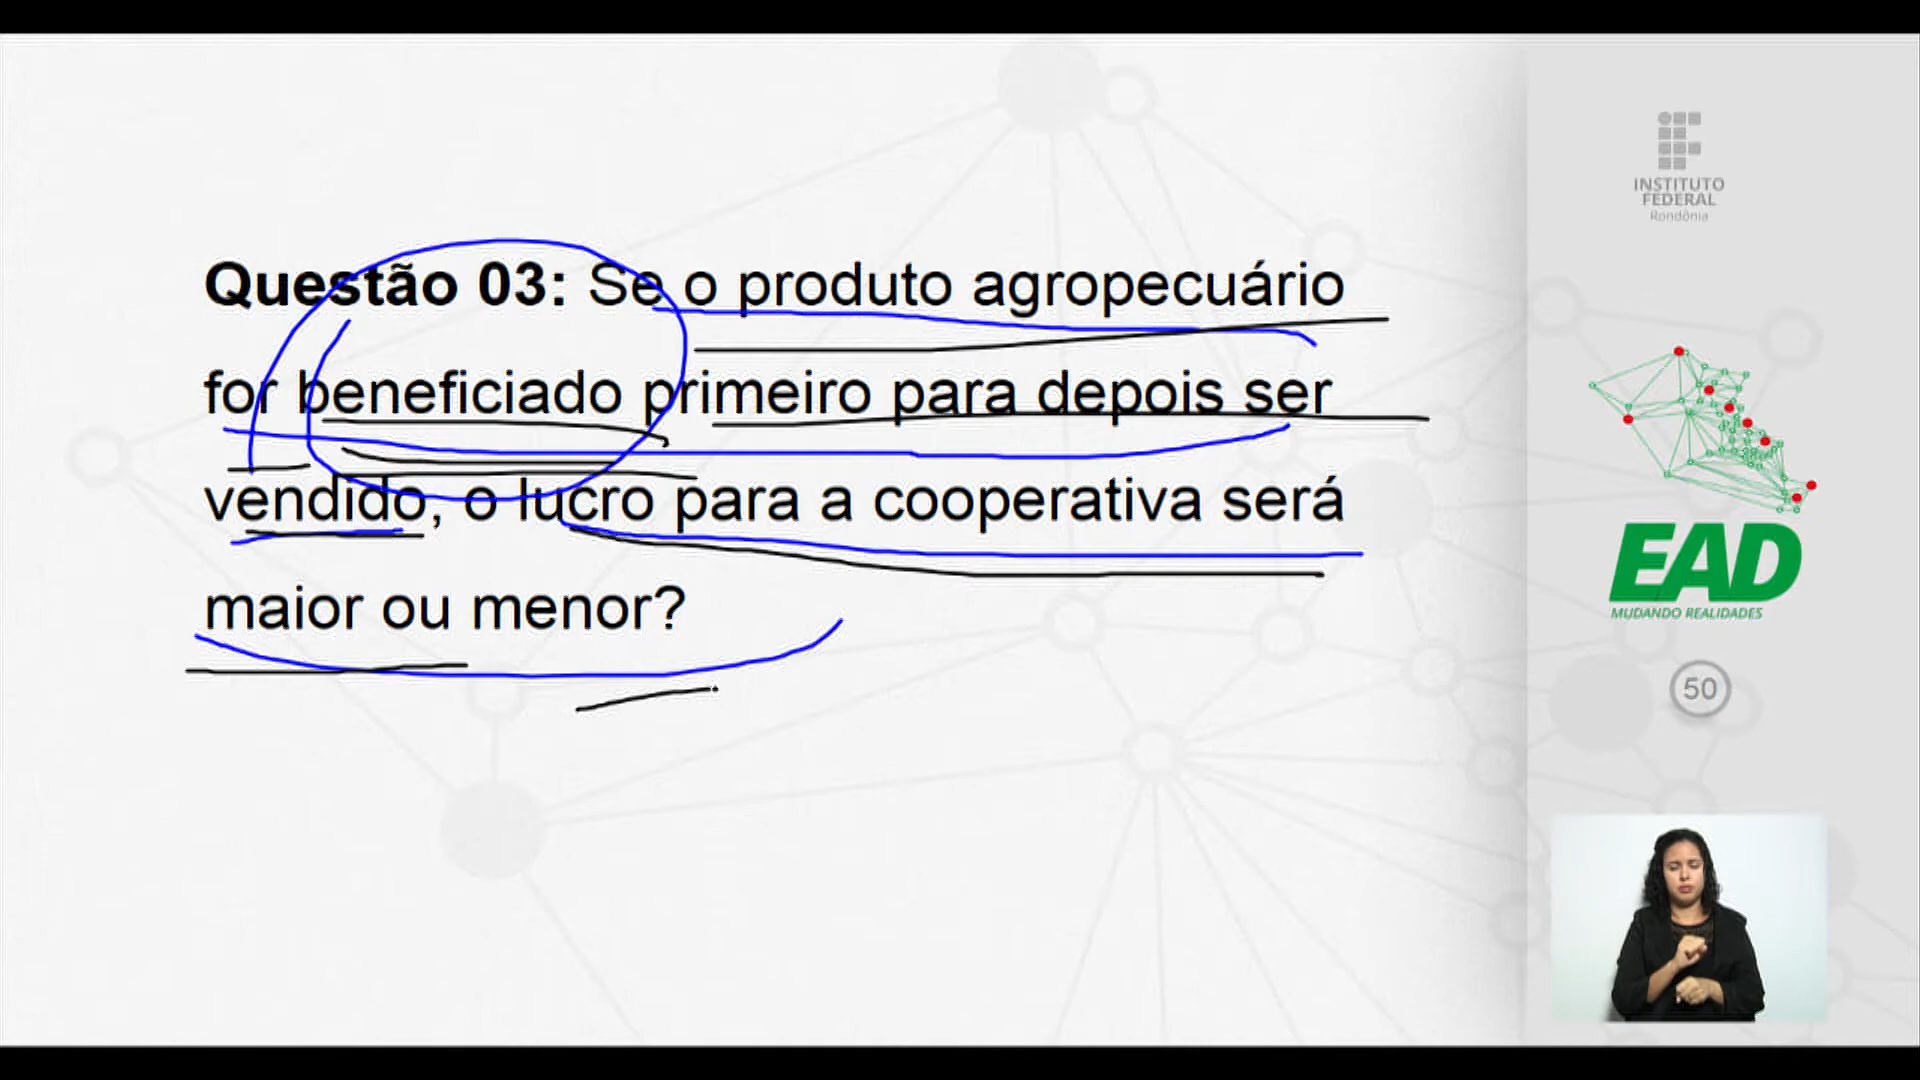 Questão 03: Se o produto agropecuário
for beneficiado primeiro para depois ser
vendido, o lucro para a cooperativa será
maior ou menor?
INSTITUTO
FEDERAL
Rondônia
EAD
MUDANDO REALIDADES
50